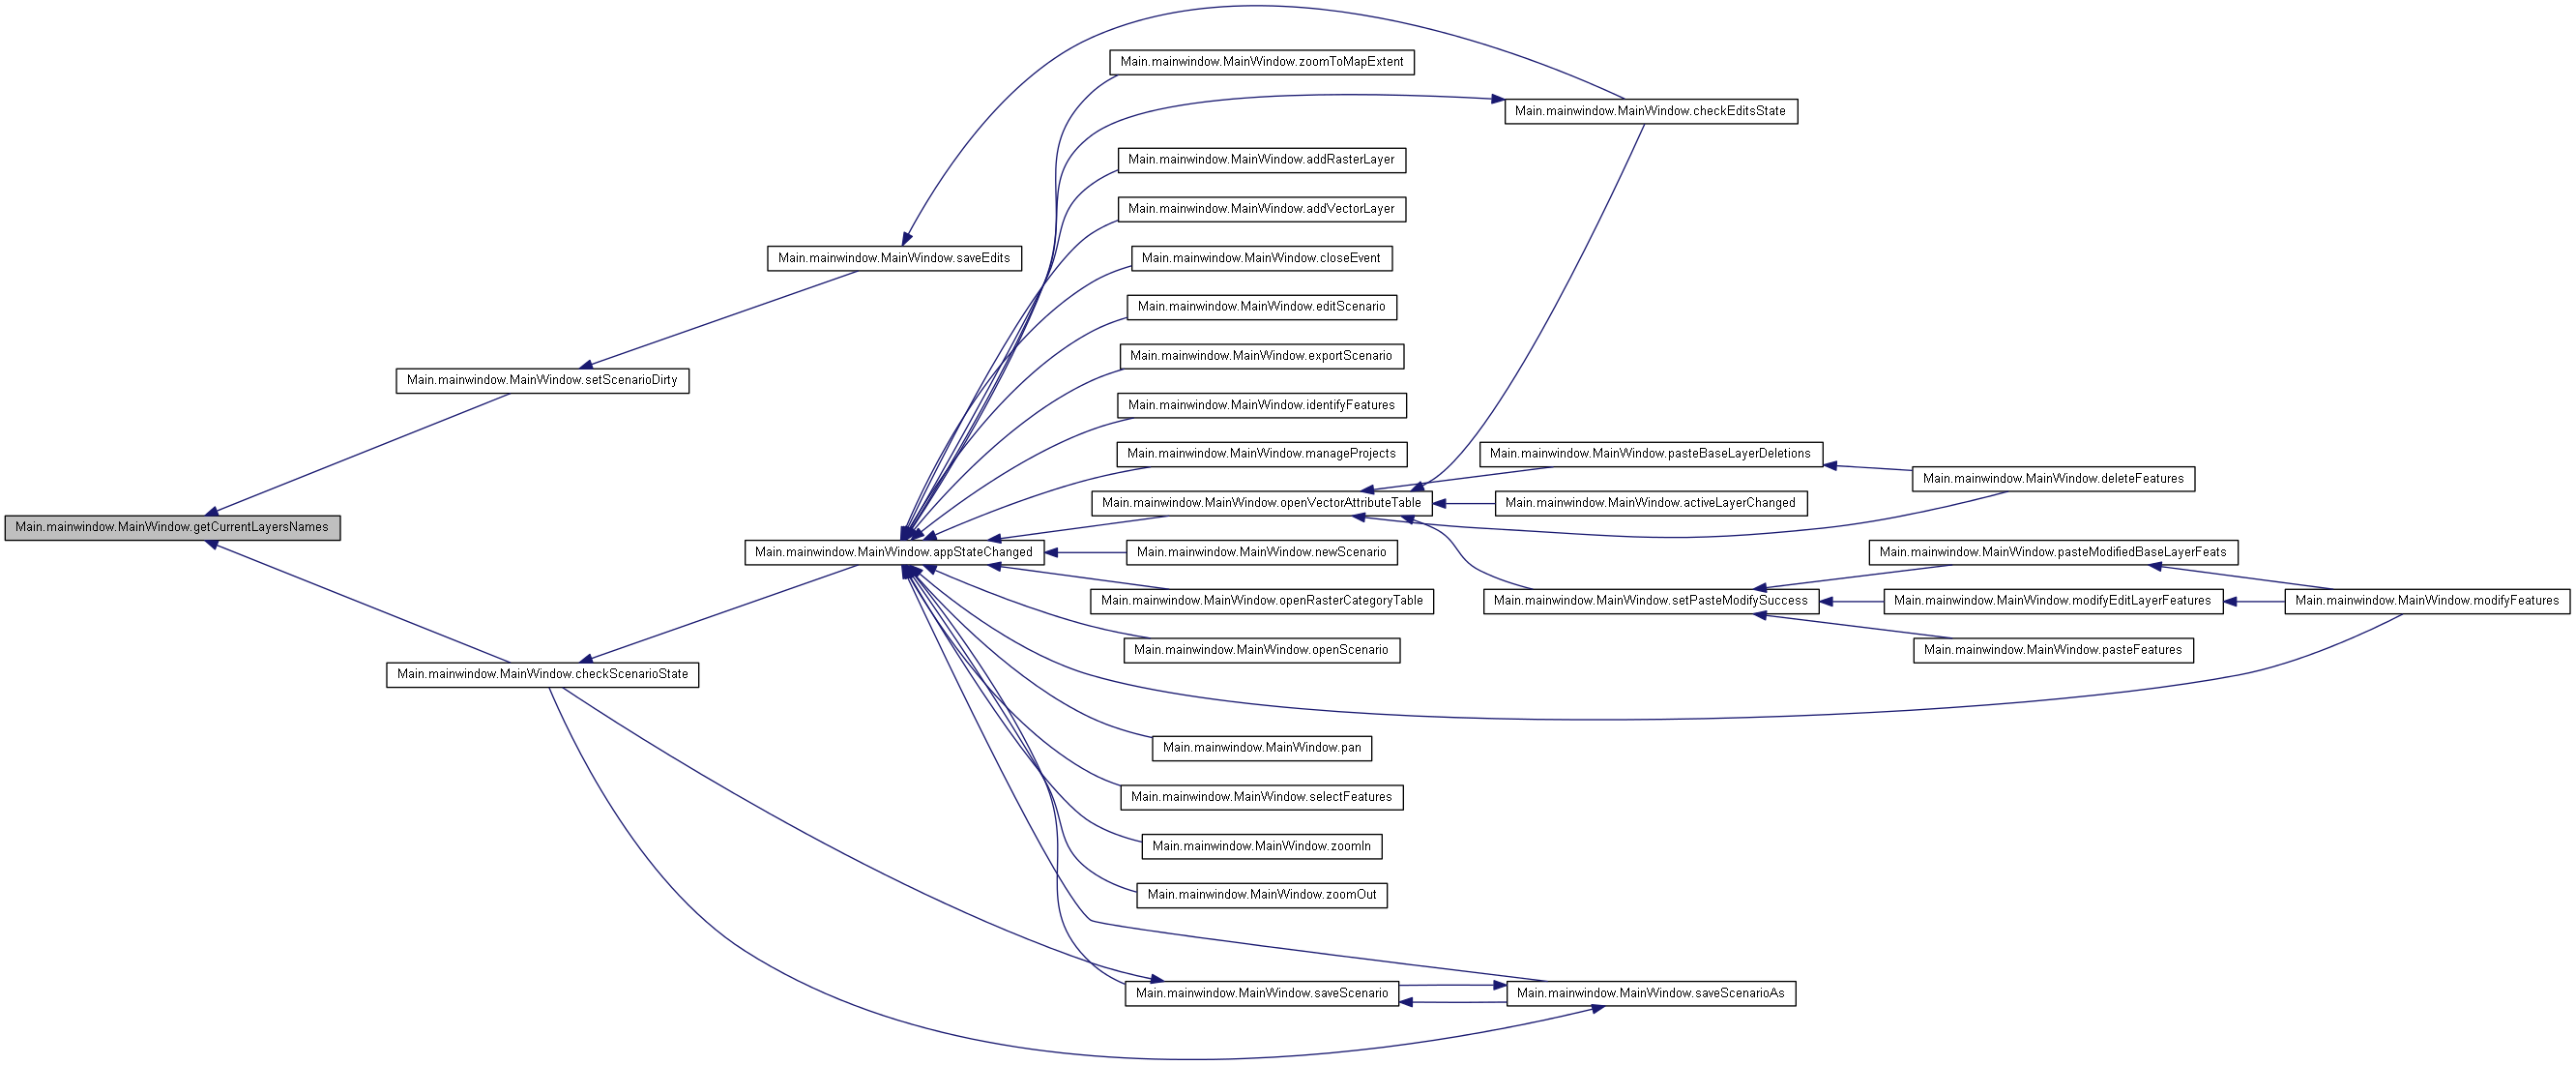 Main.mainwindow.MainWindow.zoomToMapExtent
Main.mainwindow.MainWindow.checkEditsState
Main.mainwindow.MainWindow.addRasterLayer
Main.mainwindow.MainWindow.addVectorLayer
Main.mainwindow.MainWindow.saveEdits
Main.mainwindow.MainWindow.closeEvent
Main.mainwindow.MainWindow.editScenario
Main.mainwindow.MainWindow.exportScenario
Main.mainwindow.MainWindow.setScenarioDirty
Main.mainwindow.MainWindow.identifyFeatures
Main.mainwindow.MainWindow.manageProjects
Main.mainwindow.MainWindow.pasteBaseLayerDeletions
Main.mainwindow.MainWindow.deleteFeatures
Main.mainwindow.MainWindow.openVectorAttributeTable
Main.mainwindow.MainWindow.activeLayerChanged
Main.mainwindow.MainWindow.getCurrentLayersNames
Main.mainwindow.MainWindow.appStateChanged
Main.mainwindow.MainWindow.newScenario
Main.mainwindow.MainWindow.pasteModifiedBaseLayerFeats
Main.mainwindow.MainWindow.openRasterCategoryTable
Main.mainwindow.MainWindow.setPasteModifySuccess
Main.mainwindow.MainWindow.modifyEditLayerFeatures
Main.mainwindow.MainWindow.modifyFeatures
Main.mainwindow.MainWindow.openScenario
Main.mainwindow.MainWindow.pasteFeatures
Main.mainwindow.MainWindow.checkScenarioState
Main.mainwindow.MainWindow.pan
Main.mainwindow.MainWindow.selectFeatures
Main.mainwindow.MainWindow.zoomIn
Main.mainwindow.MainWindow.zoomOut
Main.mainwindow.MainWindow.saveScenario
Main.mainwindow.MainWindow.saveScenarioAs